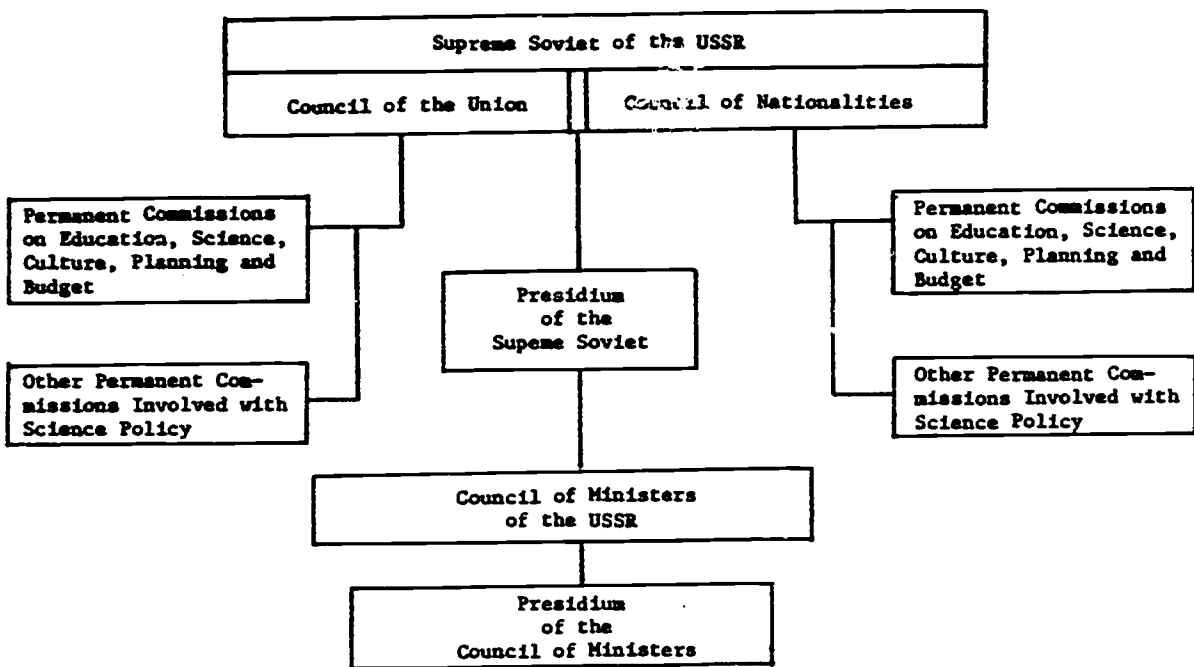 Supreme Soviet of the USSR
Council of the Union
Council of Nationalities
Permanent Commissions
on Education, Science,
Culture, Planning and
Budget
Permanent Commissions
on Education, Science,
Culture, Planning and
Budget
Presidium
of the
Supeme Soviet
Other Permanent Com-
missions Involved with
Science Policy
Other Permanent Com-
missions Involved with
Science Policy
Council of Ministers
of the USSR
Presidium
of the
Council of Ministers